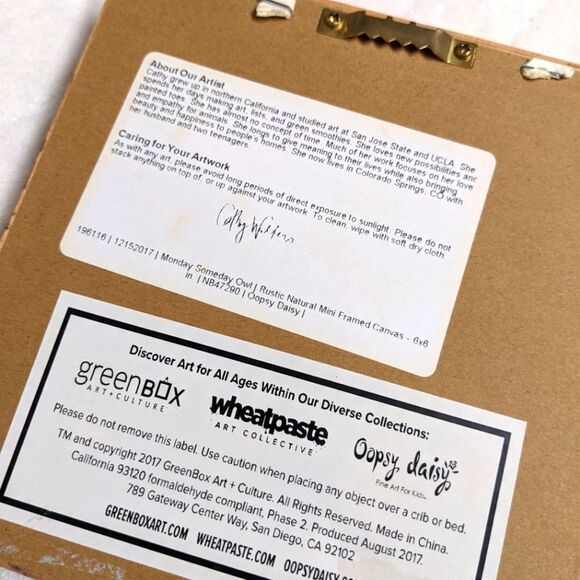 About Our Artist
Cathy grew up in northern California and studied art at San Jose State and UCLA. She
spends her days making art, lists, and green smoothies. She loves new possibilities and
painted toes. She has almost no concept of time. Much of her work focuses on her love
and empathy for animals. She longs to give meaning to their lives while also bringing
beauty and happiness to people's homes. She now lives in Colorado Springs, CO with
her husband and two teenagers.
Caring for Your Artwork
As with any art, please avoid long periods of direct exposure to sunlight. Please do not
stack anything on top of, or up against your artwork. To clean, wipe with soft dry cloth.
Cathy
196116 | 12152017 | Monday Someday Owl | Rustic Natural Mini Framed Canvas - 6x6
in | NB47290 | Oopsy Daisy |
Discover Art for All Ages Within Our Diverse Collections:
greenBOX
ART+CULTURE
wheatpaste
ART COLLECTIVE
Oopsy daisy
Fine Art For Kids
Please do not remove this label. Use caution when placing any object over a crib or bed.
TM and copyright 2017 GreenBox Art + Culture. All Rights Reserved. Made in China.
California 93120 formaldehyde compliant, Phase 2. Produced August 2017.
789 Gateway Center Way, San Diego, CA 92102
GREENBOXART.COM WHEATPASTE.COM OOPSYDAISY.CO